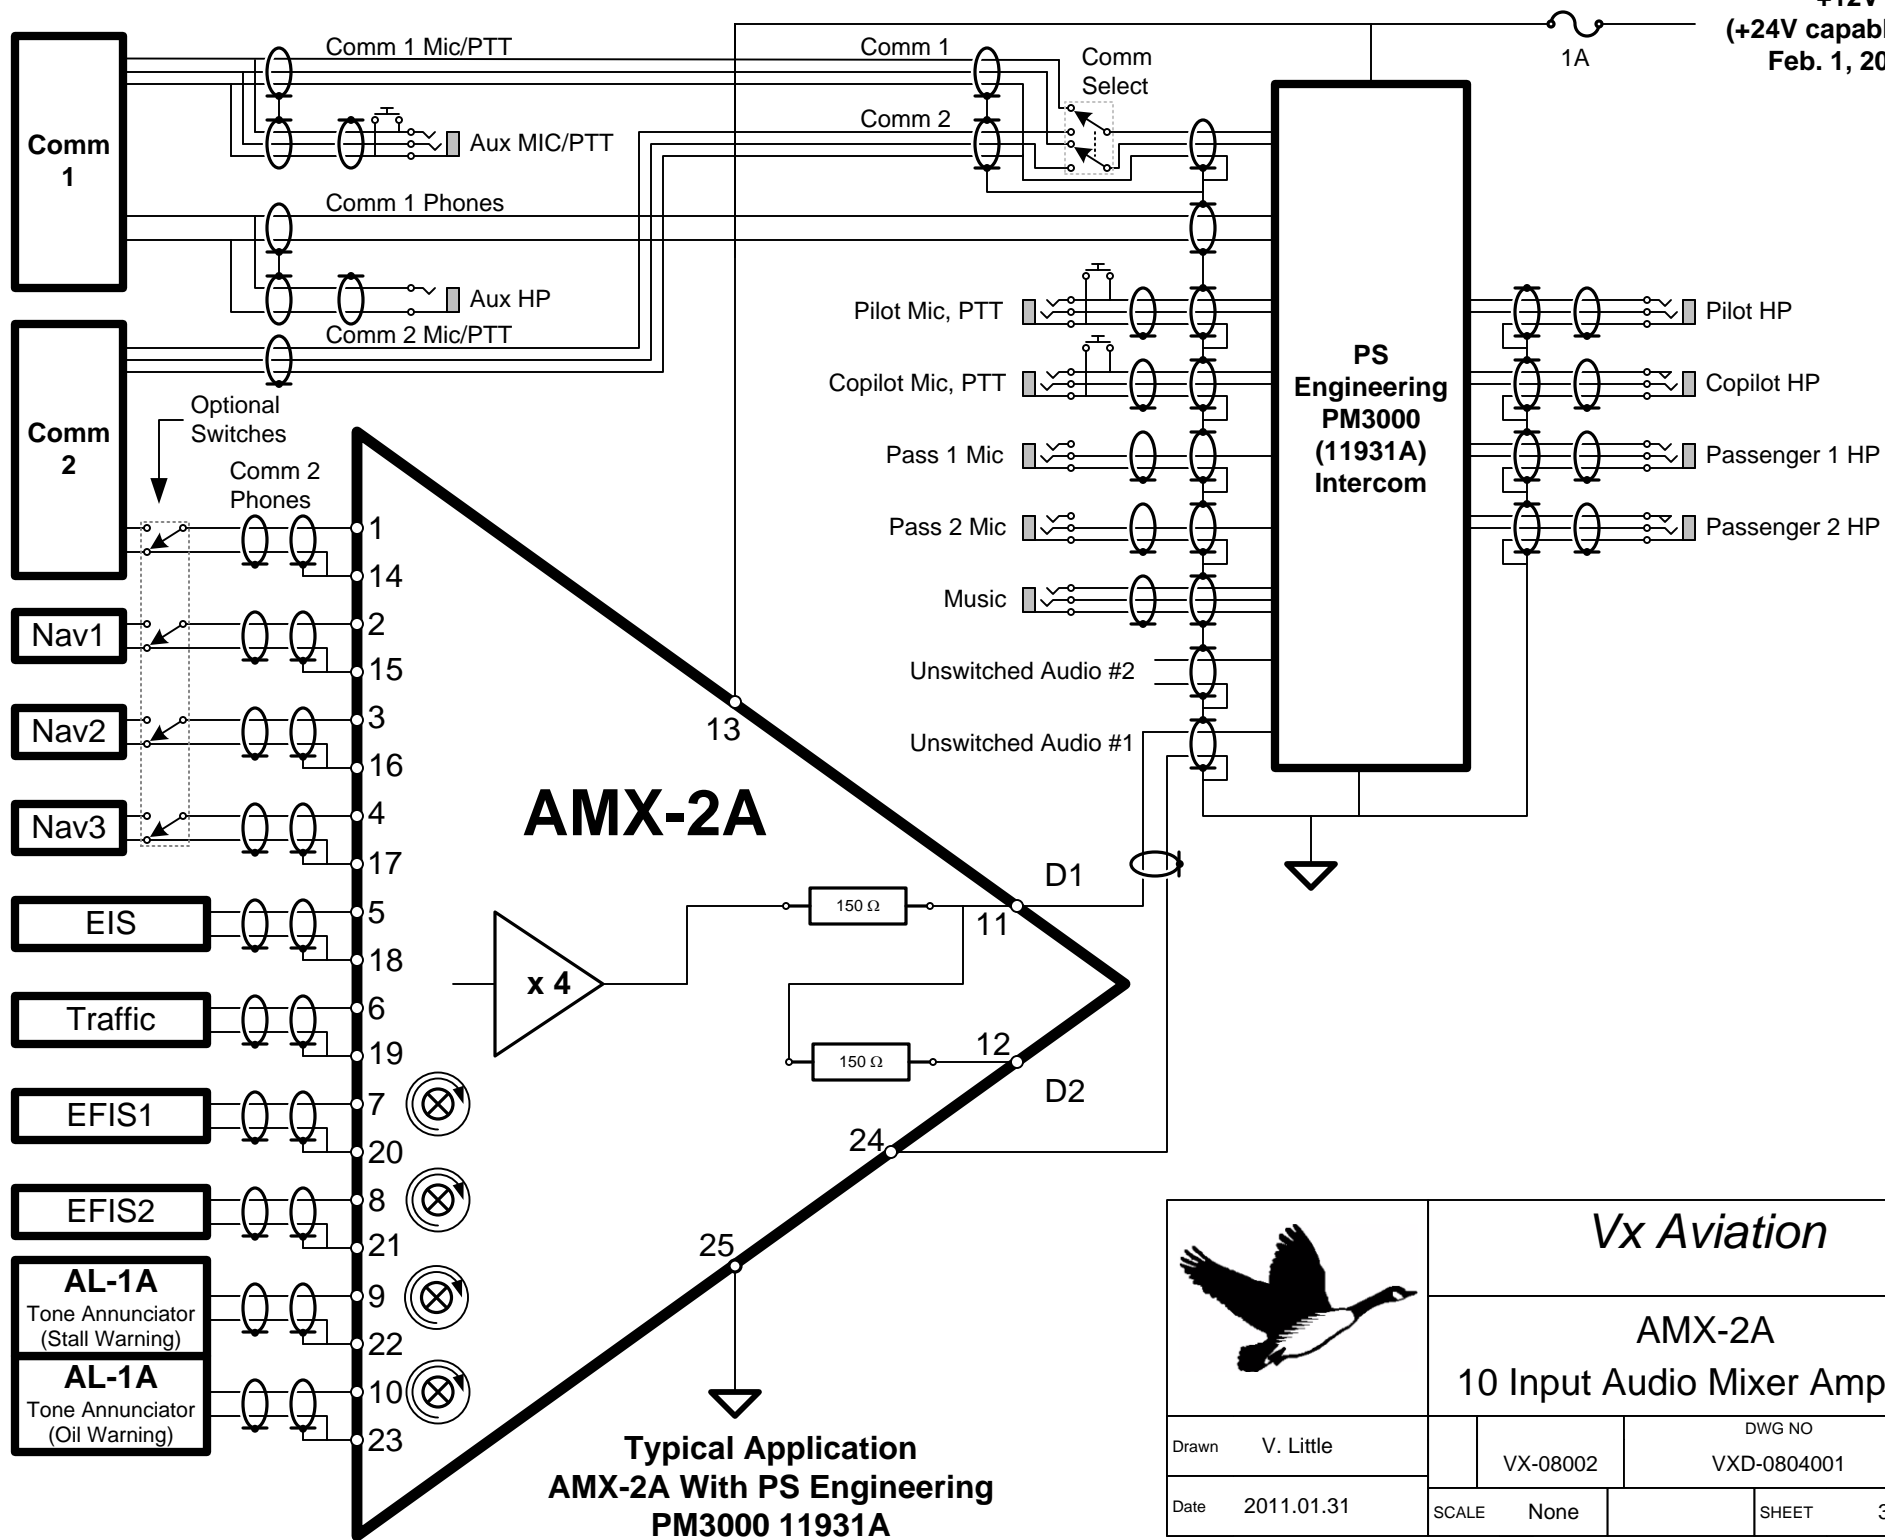 +12V
(+24V
Feb. 1,
1A
Comm 1 Mic/PTT
Comm 1
Comm
Select
Comm
1
Aux MIC/PTT
Comm 2
Comm 1 Phones
Aux HP
Comm 2 Mic/PTT
Pilot Mic, PTT
Copilot Mic, PTT
Pass 1 Mic
Pass 2 Mic
Music
Unswitched Audio #2
Unswitched Audio #1
PS
Engineering
PM3000
(11931A)
Intercom
Pilot HP
Copilot HP
Passenger 1 HP
Passenger 2 HP
Comm
2
Optional
Switches
Comm 2
Phones
Nav1
Nav2
Nav3
EIS
Traffic
EFIS1
EFIS2
AL-1A
Tone Annunciator
(Stall Warning)
AL-1A
Tone Annunciator
(Oil Warning)
1
14
2
15
3
16
4
17
5
18
6
19
7
20
8
21
9
22
10
23
13
AMX-2A
x 4
150 Ω
150 Ω
D1
11
12
D2
24
25
Typical Application
AMX-2A With PS Engineering
PM3000 11931A
Vx Aviation
AMX-2A
10 Input Audio Mixer
Drawn V. Little
Date 2011.01.31
VX-08002
DWG NO
VXD-0804001
SCALE None
SHEET 3